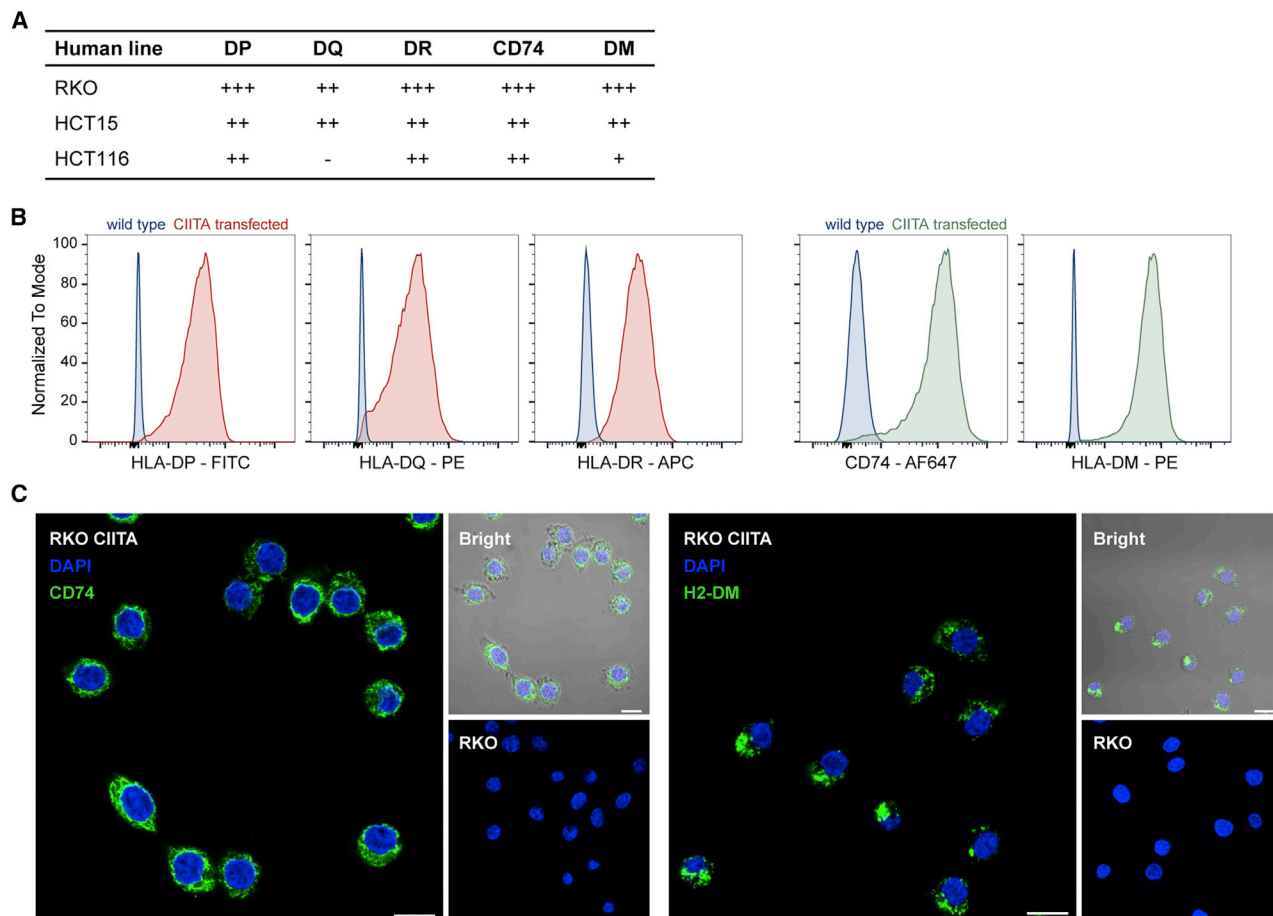 A
Human line DP DQ DR CD74 DM
RKO +++ ++ +++ +++ +++
HCT15 ++ ++ ++ ++ ++
HCT116 ++ - ++ ++ +
B
wild type CIITA transfected
wild type CIITA transfected
Normalized To Mode
100
80
60
40
20
0
HLA-DP - FITC
HLA-DQ - PE
HLA-DR - APC
CD74 - AF647
HLA-DM - PE
C
RKO CIITA
DAPI
CD74
Bright
RKO
RKO CIITA
DAPI
H2-DM
Bright
RKO